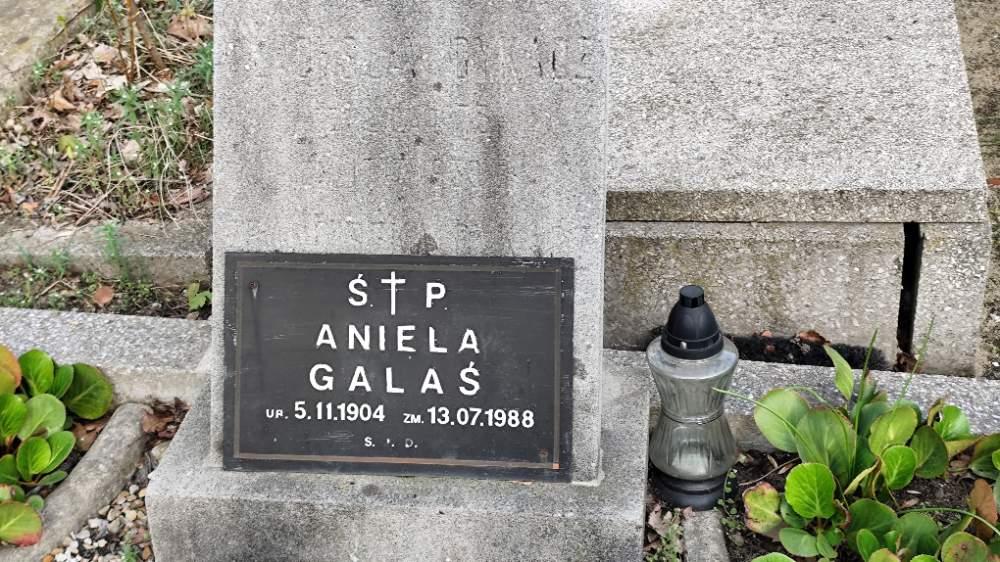 Ś. † P.
ANIELA
GALAŚ
UR. 5.11.1904 ZM. 13.07.1988